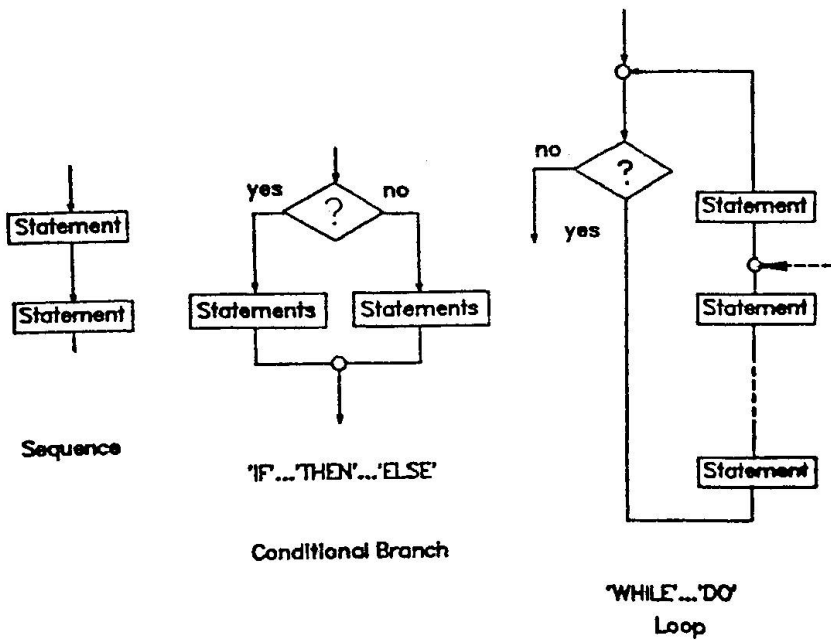 Statement
Statement
Sequence
yes
no
?
Statements
Statements
'IF'...'THEN'...'ELSE'
Conditional Branch
no
?
yes
Statement
Statement
Statement
'WHILE'...'DO'
Loop